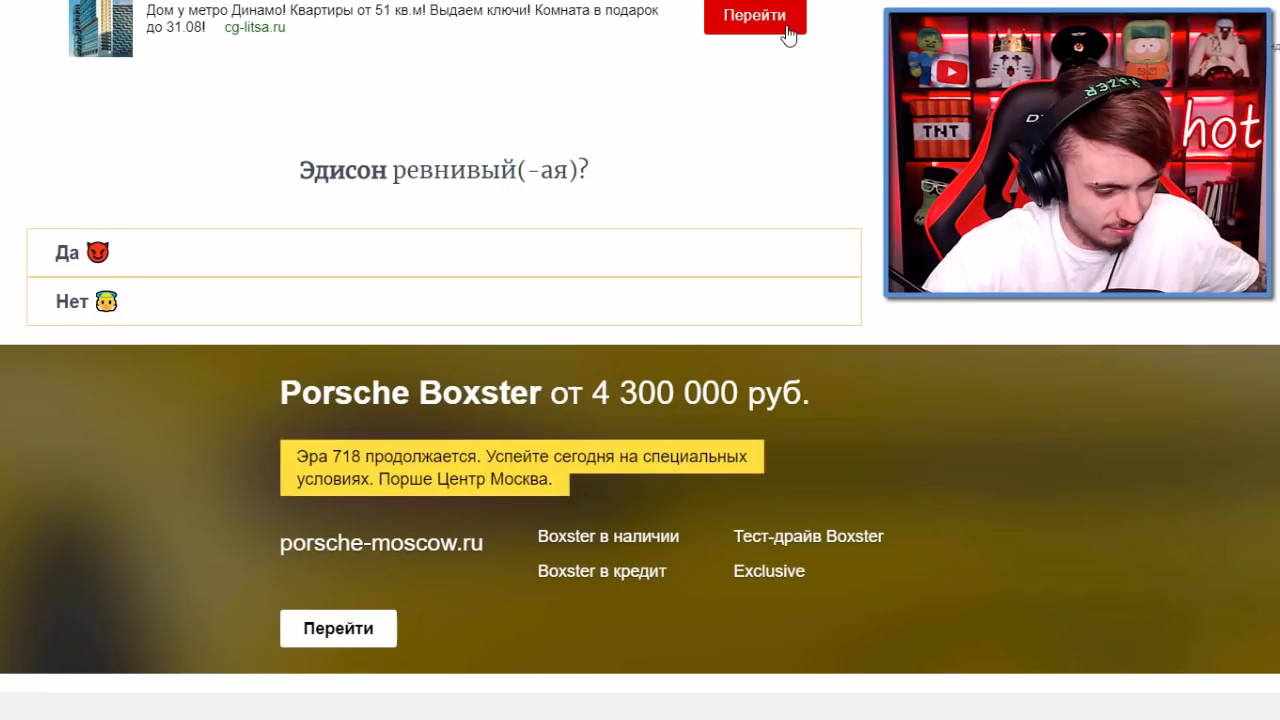 Дом у метро Динамо! Квартиры от 51 кв.м! Выдаем ключи! Комната в подарок
до 31.08! cg-litsa.ru
Перейти
TNT
RAZER
hot
Эдисон ревнивый(-ая)?
Да
Нет
Porsche Boxster от 4 300 000 руб.
Эра 718 продолжается. Успейте сегодня на специальных
условиях. Порше Центр Москва.
porsche-moscow.ru
Boxster в наличии
Тест-драйв Boxster
Boxster в кредит
Exclusive
Перейти